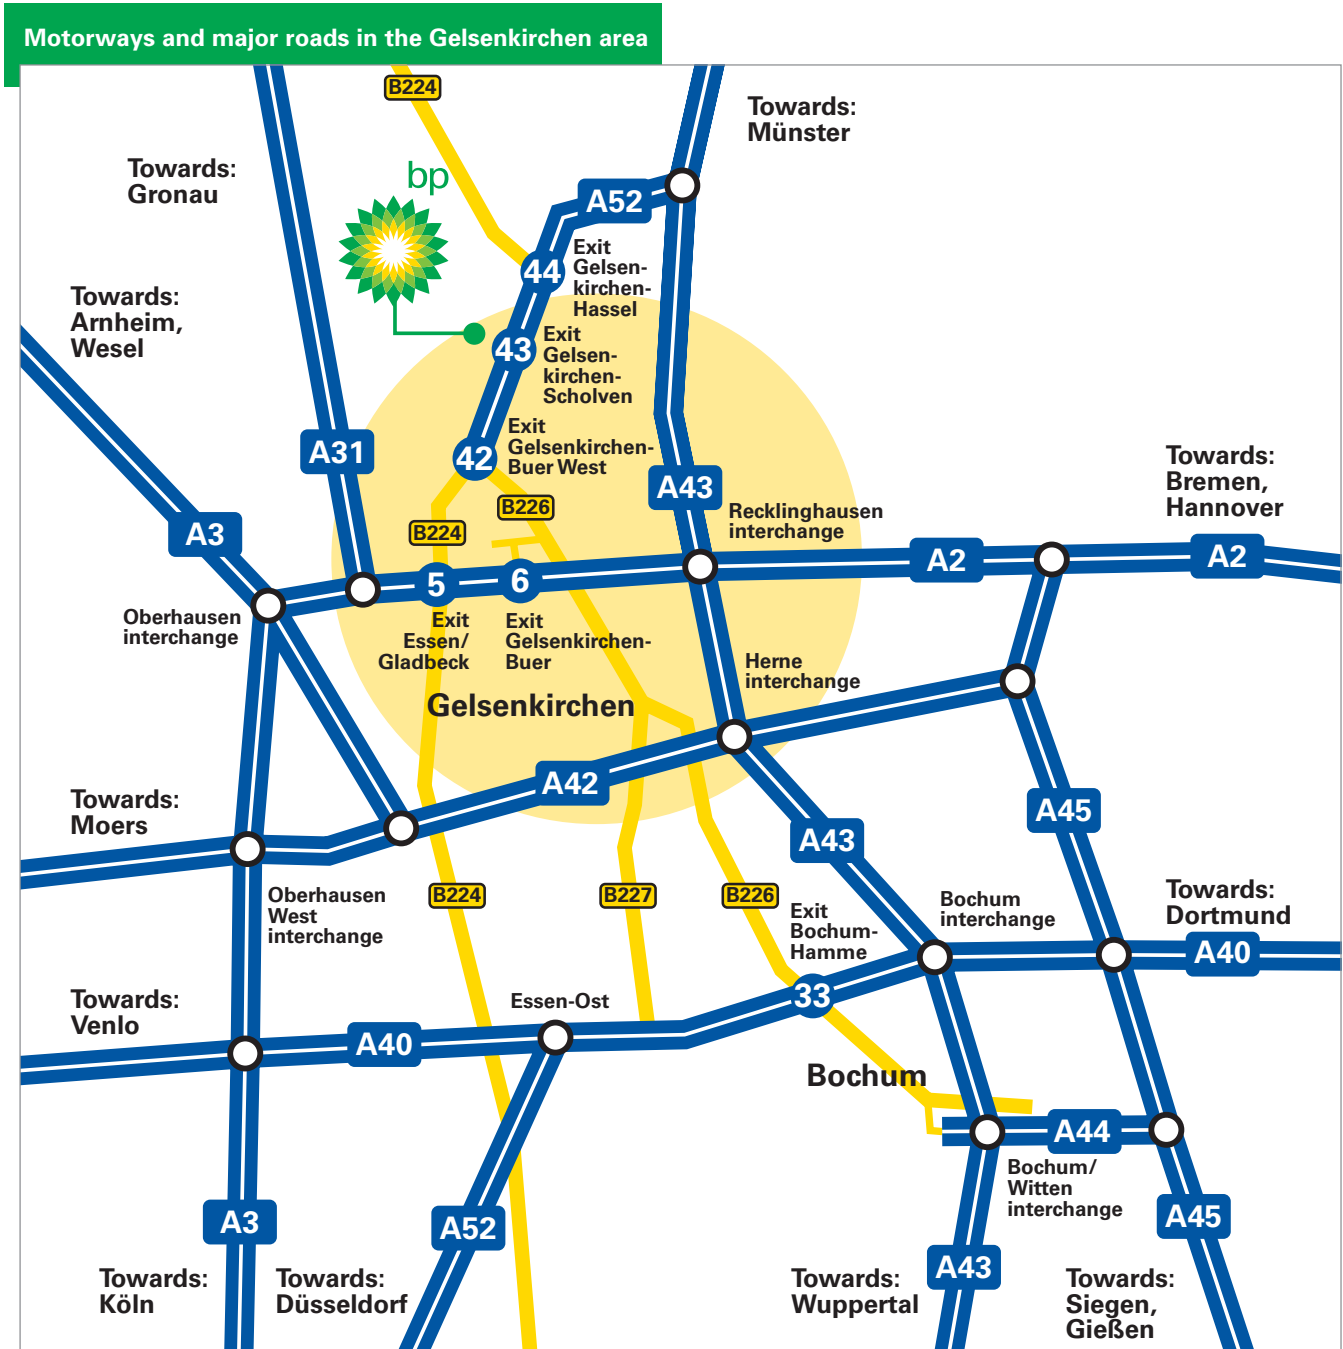 Motorways and major roads in the Gelsenkirchen area
B224
Towards:
Münster
Towards:
Gronau
bp
A52
44
Exit
Gelsen-
kirchen-
Hassel
Towards:
Arnheim,
Wesel
43
Exit
Gelsen-
kirchen-
Scholven
A31
42
Exit
Gelsenkirchen-
Buer West
A43
Towards:
Bremen,
Hannover
B226
B224
A3
Recklinghausen
interchange
A2
A2
5
6
Oberhausen
interchange
Exit
Essen/
Gladbeck
Exit
Gelsenkirchen-
Buer
Herne
interchange
Gelsenkirchen
A42
Towards:
Moers
A43
A45
Oberhausen
West
interchange
B224
B227
B226
Exit
Bochum-
Hamme
Bochum
interchange
Towards:
Dortmund
A40
33
Towards:
Venlo
A40
Essen-Ost
Bochum
A44
Bochum/
Witten
interchange
A3
A52
A45
A43
Towards:
Köln
Towards:
Düsseldorf
Towards:
Wuppertal
Towards:
Siegen,
Gießen